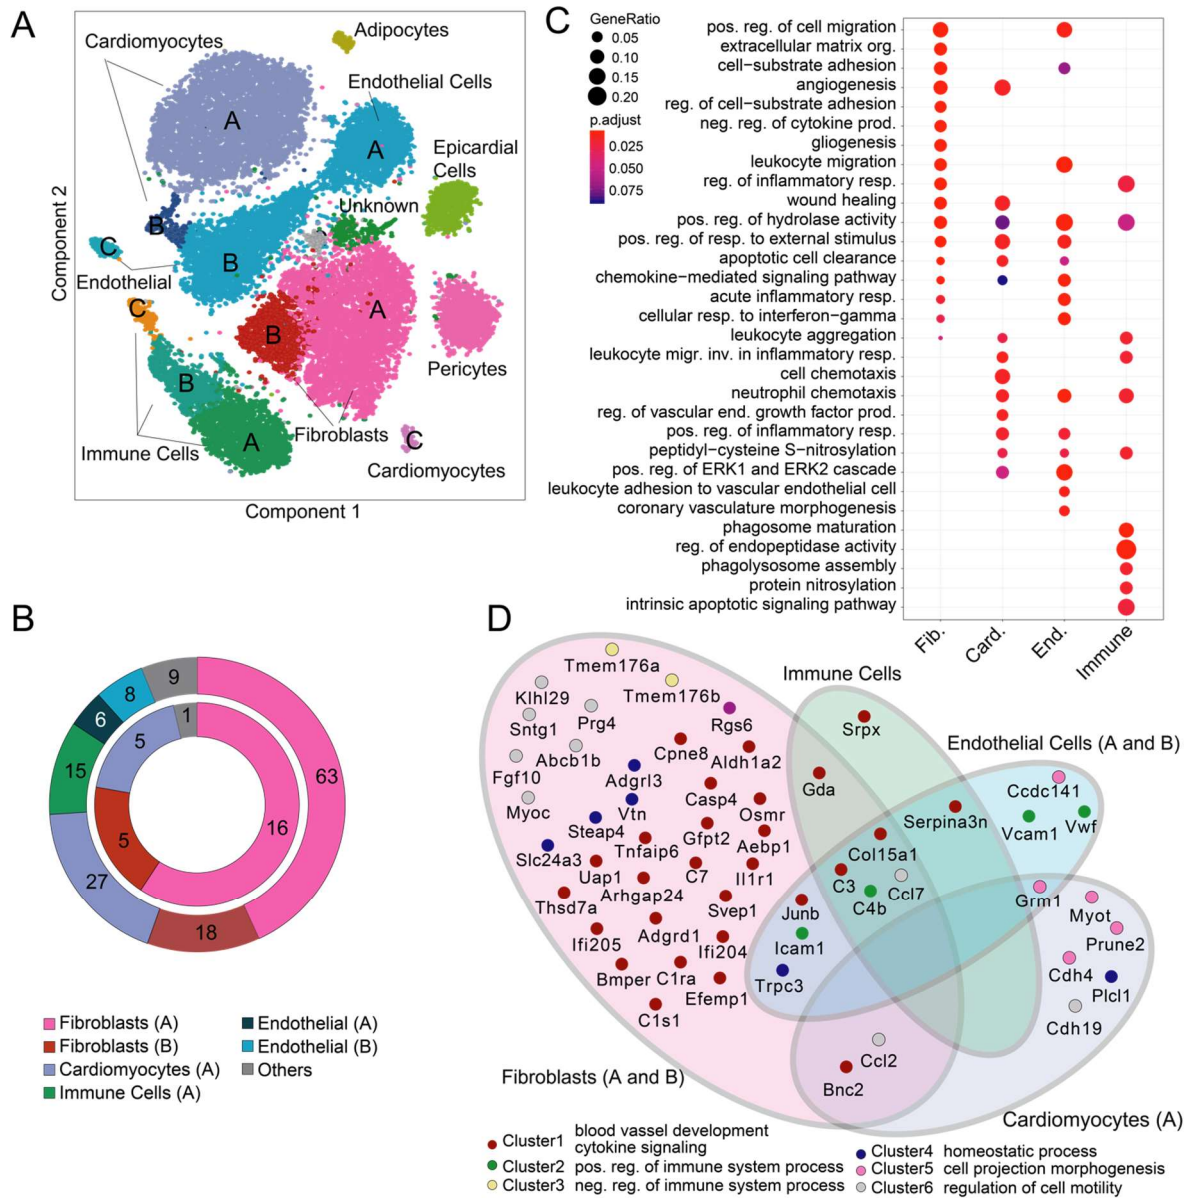 A
Cardiomyocytes
Adipocytes
Endothelial Cells
A
A
Epicardial
Cells
Unknown
B
C
B
Endothelial
C
A
B
Pericytes
B
Fibroblasts
A
C
Immune Cells
Cardiomyocytes
Component 2
Component 1
C
GeneRatio
0.05
0.10
0.15
0.20
p.adjust
0.025
0.050
0.075
pos. reg. of cell migration
extracellular matrix org.
cell−substrate adhesion
angiogenesis
reg. of cell−substrate adhesion
neg. reg. of cytokine prod.
gliogenesis
leukocyte migration
reg. of inflammatory resp.
wound healing
pos. reg. of hydrolase activity
pos. reg. of resp. to external stimulus
apoptotic cell clearance
chemokine−mediated signaling pathway
acute inflammatory resp.
cellular resp. to interferon−gamma
leukocyte aggregation
leukocyte migr. inv. in inflammatory resp.
cell chemotaxis
neutrophil chemotaxis
reg. of vascular end. growth factor prod.
pos. reg. of inflammatory resp.
peptidyl−cysteine S−nitrosylation
pos. reg. of ERK1 and ERK2 cascade
leukocyte adhesion to vascular endothelial cell
coronary vasculature morphogenesis
phagosome maturation
reg. of endopeptidase activity
phagolysosome assembly
protein nitrosylation
intrinsic apoptotic signaling pathway
Fib.
Card.
End.
Immune
B
9
8
6
15
27
18
63
1
5
5
16
Fibroblasts (A)
Fibroblasts (B)
Cardiomyocytes (A)
Immune Cells (A)
Endothelial (A)
Endothelial (B)
Others
D
Tmem176a
Tmem176b
Klhl29
Prg4
Sntg1
Rgs6
Abcb1b
Cpne8
Aldh1a2
Fgf10
Adgrl3
Myoc
Vtn
Casp4
Osmr
Steap4
Gfpt2
Aebp1
Slc24a3
Tnfaip6
Uap1
C7
Il1r1
Arhgap24
Thsd7a
Svep1
Ifi205
Adgrd1
Ifi204
Bmper
C1ra
Efemp1
C1s1
Immune Cells
Srpx
Gda
Endothelial Cells (A and B)
Ccdc141
Serpina3n
Vcam1
Vwf
Col15a1
C3
Ccl7
C4b
Junb
Icam1
Trpc3
Grm1
Myot
Prune2
Cdh4
Plcl1
Cdh19
Ccl2
Bnc2
Fibroblasts (A and B)
Cardiomyocytes (A)
Cluster1 blood vassel development
cytokine signaling
Cluster2 pos. reg. of immune system process
Cluster3 neg. reg. of immune system process
Cluster4 homeostatic process
Cluster5 cell projection morphogenesis
Cluster6 regulation of cell motility